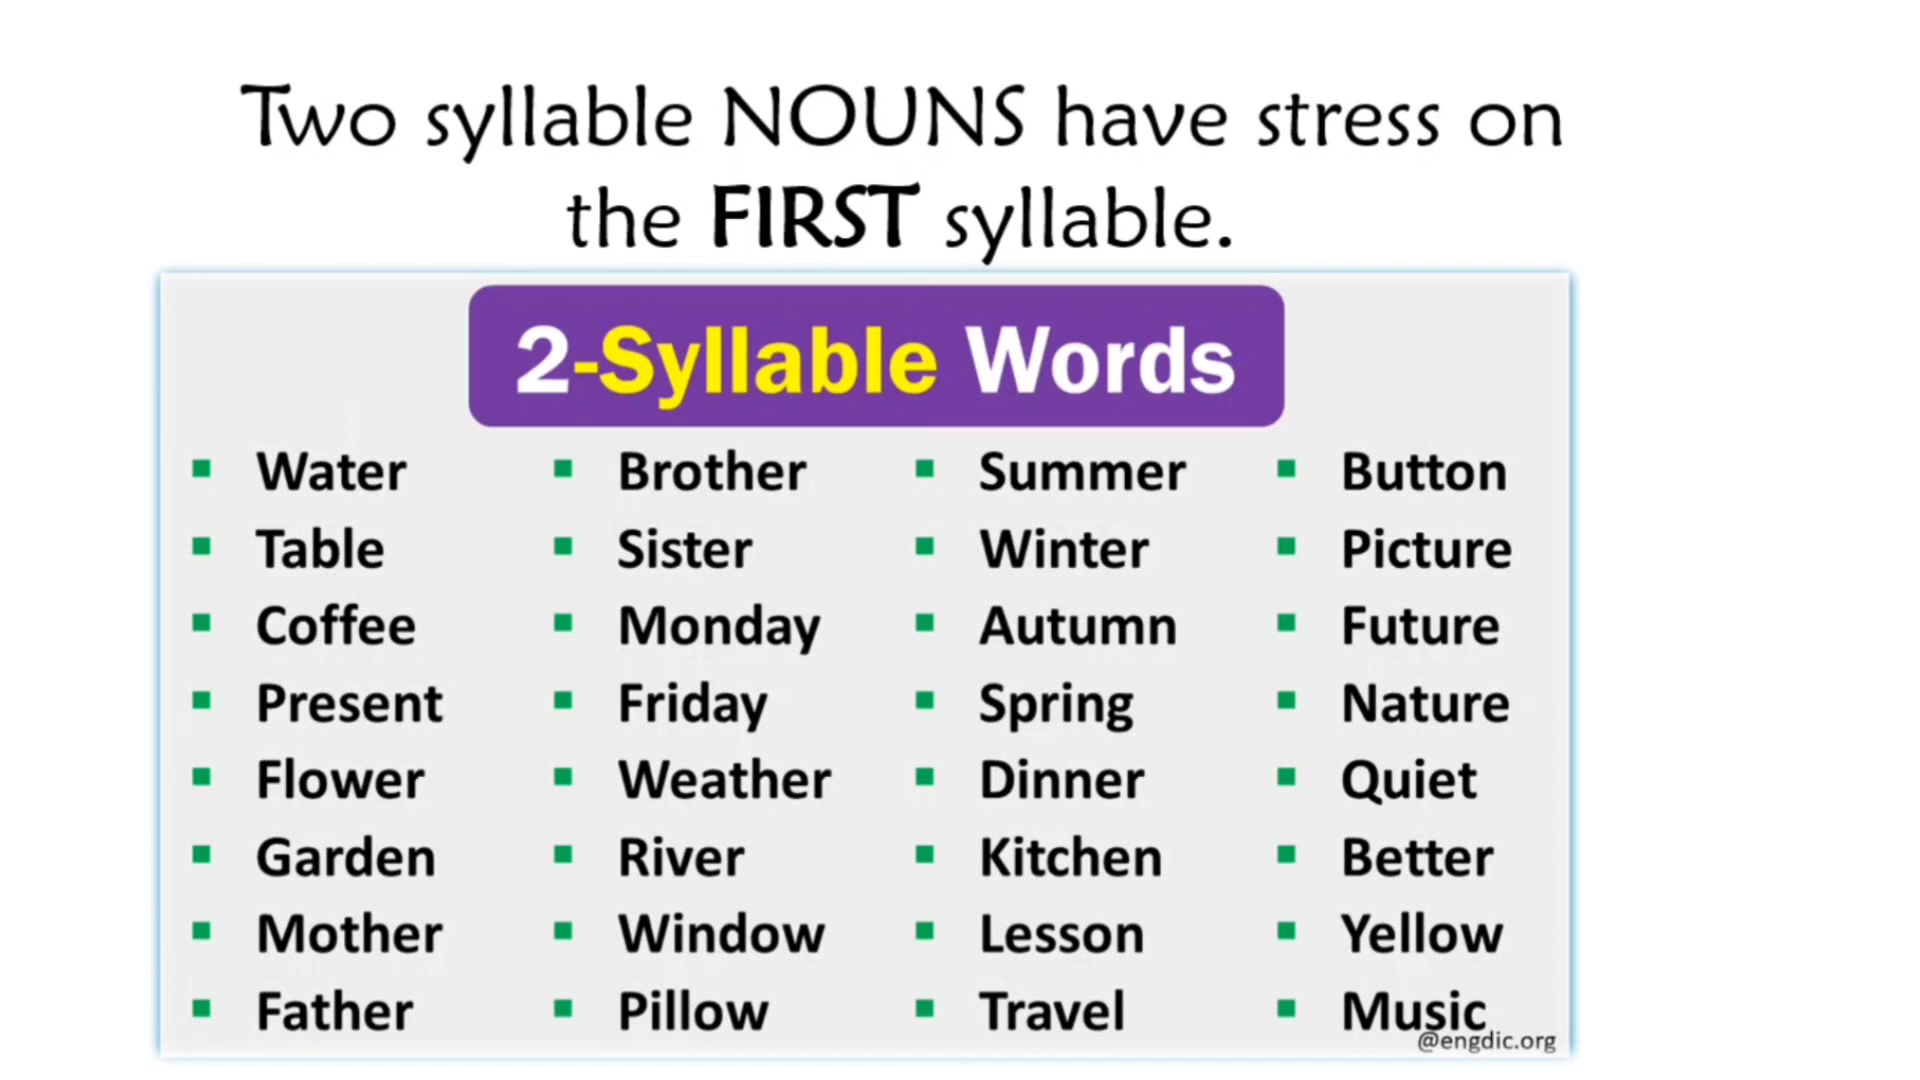 Two syllable NOUNS have stress on
the FIRST syllable.
2-Syllable Words
Water
Table
Coffee
Present
Flower
Garden
Mother
Father
Brother
Sister
Monday
Friday
Weather
River
Window
Pillow
Summer
Winter
Autumn
Spring
Dinner
Kitchen
Lesson
Travel
Button
Picture
Future
Nature
Quiet
Better
Yellow
Music
@engdic.org